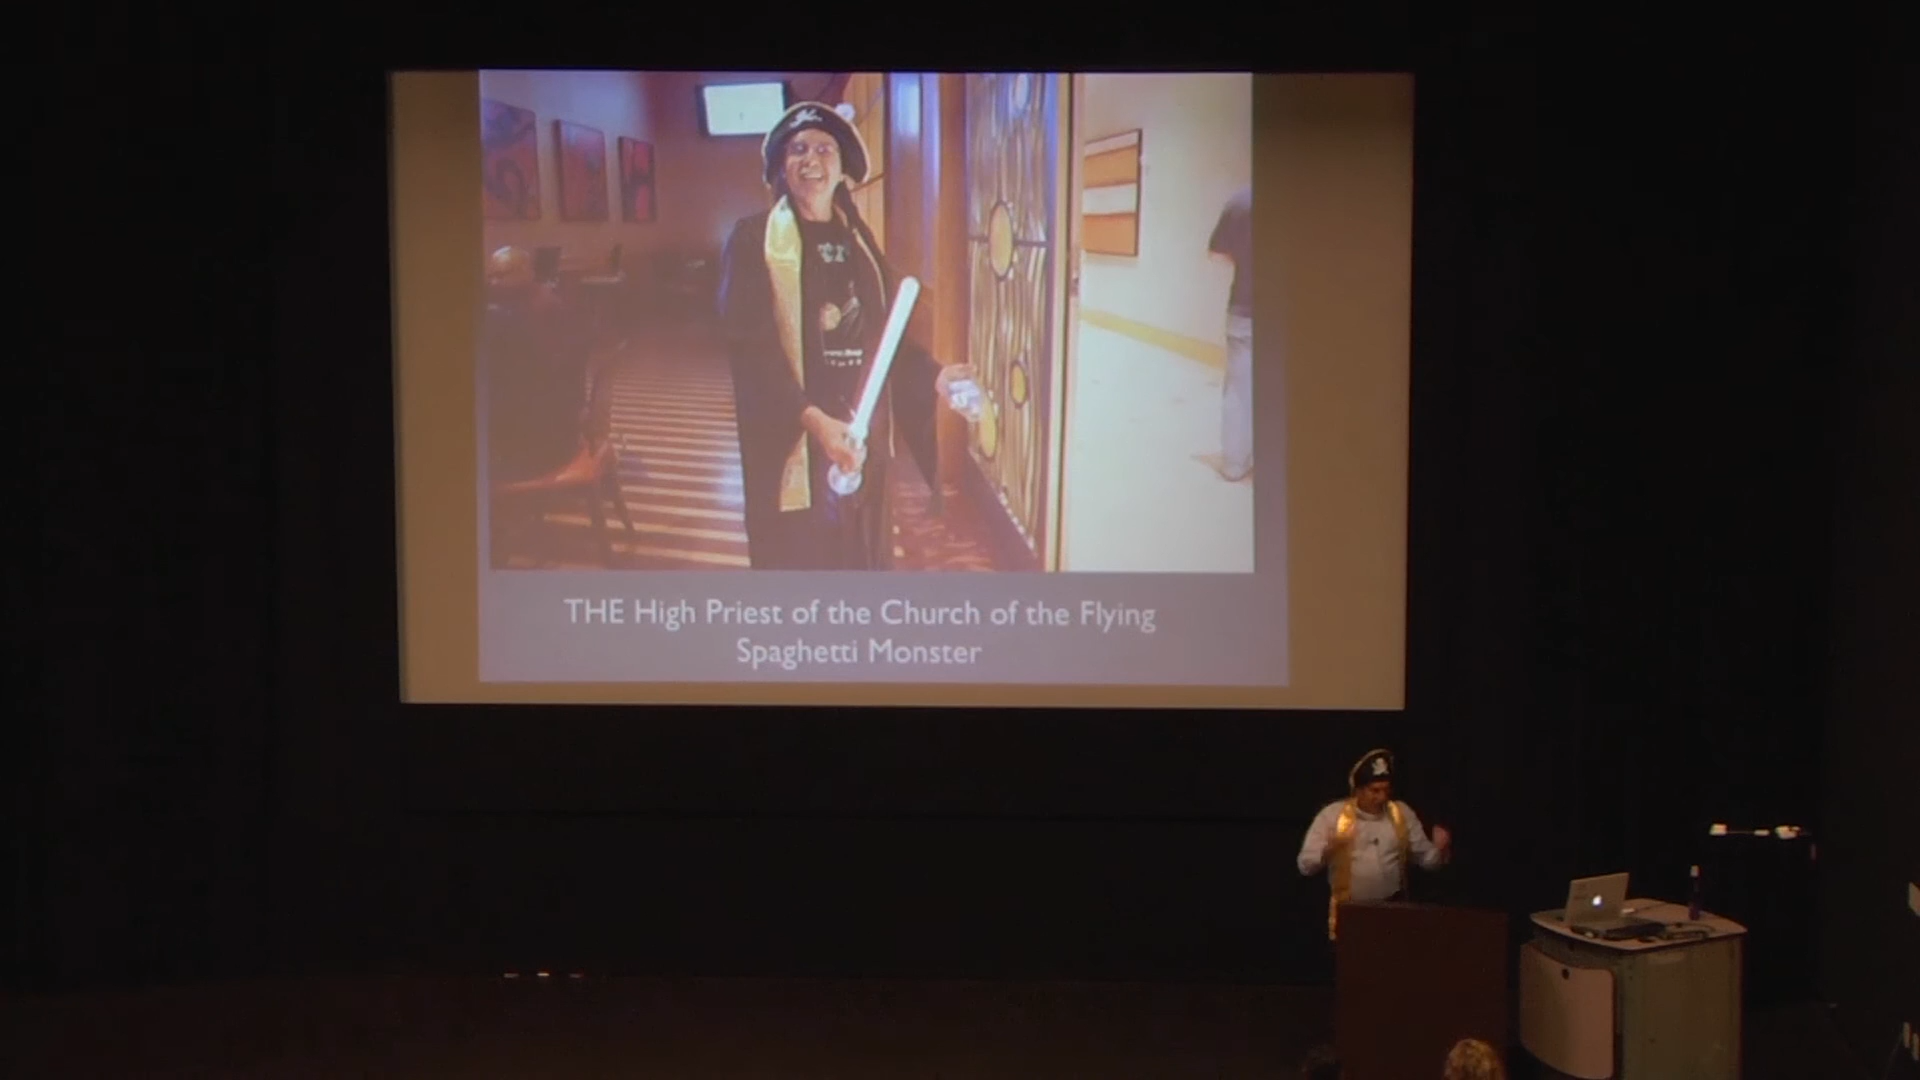 THE High Priest of the Church of the Flying
Spaghetti Monster